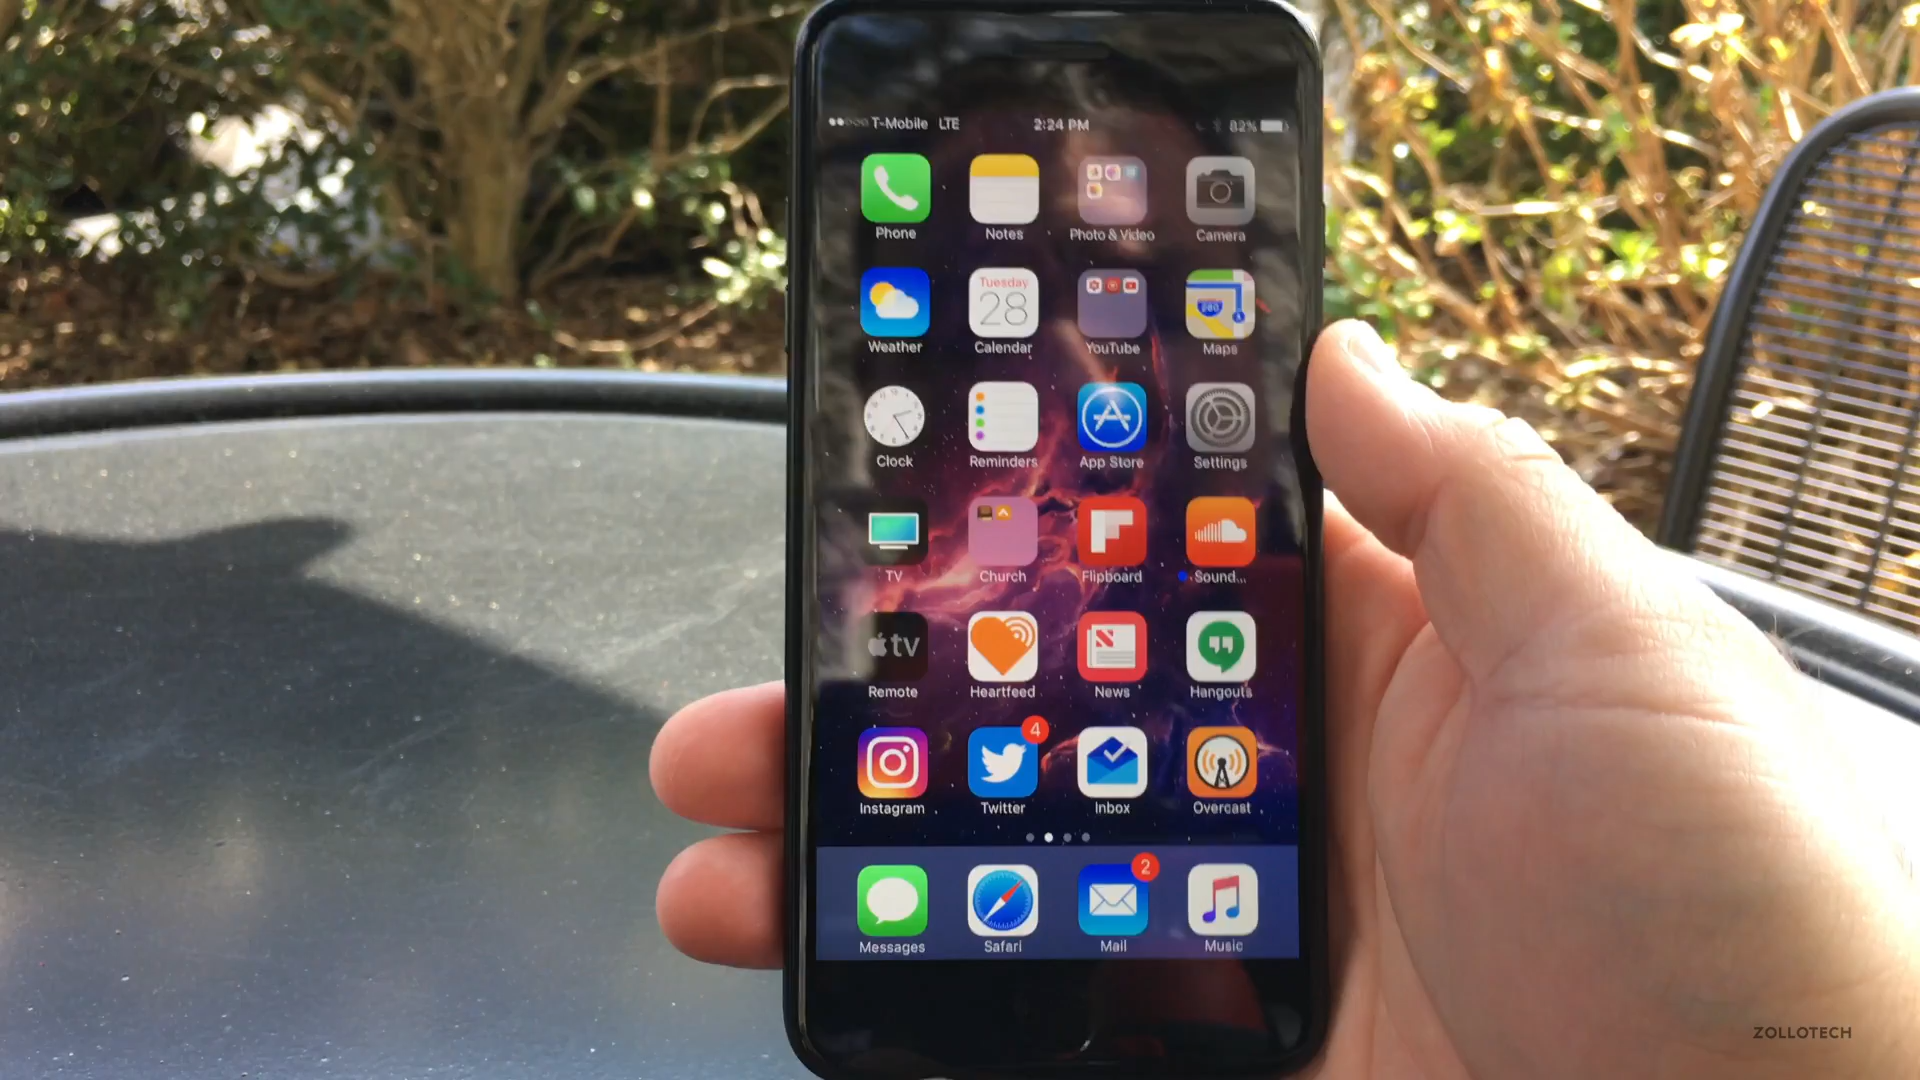 T-Mobile LTE 2:24 PM 82%
Phone Notes Photo & Video Camera
Tuesday
28
280
Weather Calendar YouTube Maps
Clock Reminders App Store Settings
TV Church Flipboard Sound...
tv
Remote Heartfeed News Hangouts
4
Instagram Twitter Inbox Overcast
2
Messages Safari Mail Music
ZOLLOTECH